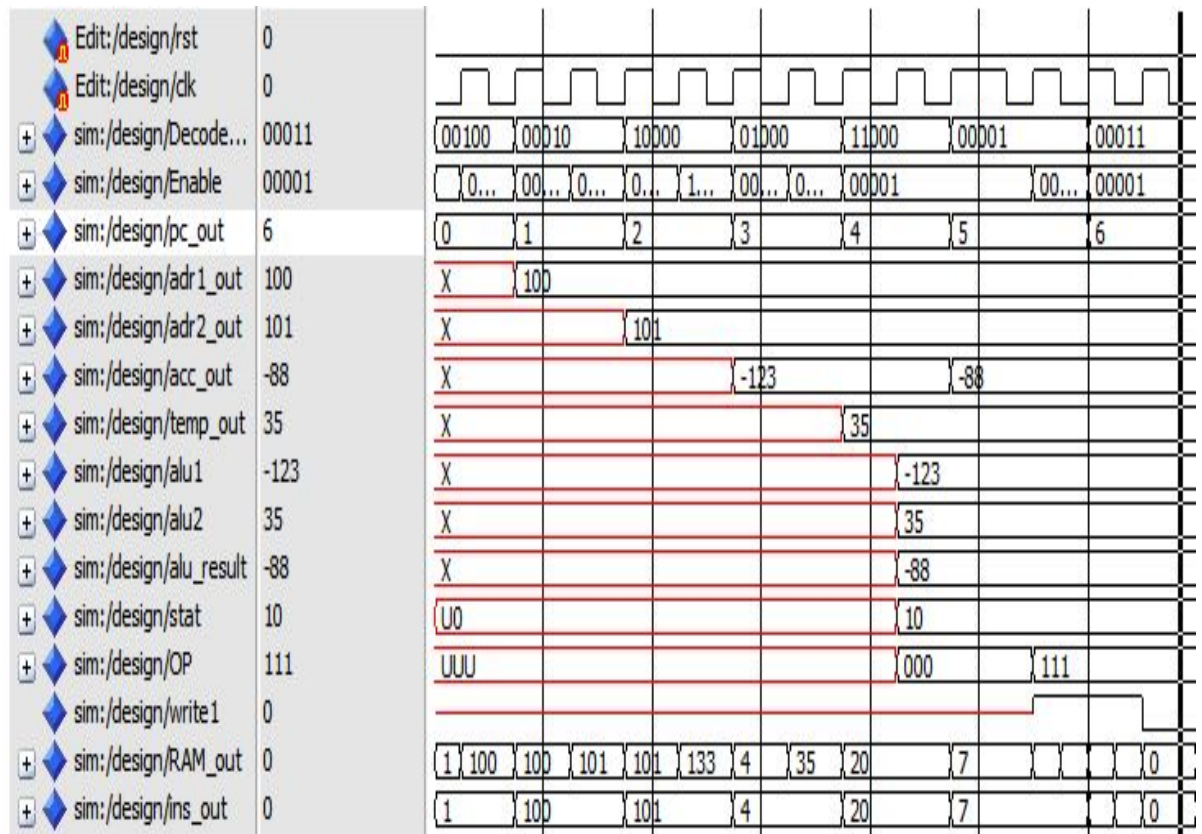 Edit:/design/rst 0
Edit:/design/clk 0
sim:/design/Decode... 00011 00100 00010 10000 01000 11000 00001 00011
sim:/design/Enable 00001 0... 00... 0... 0... 1... 00... 0... 00001 00... 00001
sim:/design/pc_out 6 0 1 2 3 4 5 6
sim:/design/adr1_out 100 X 100
sim:/design/adr2_out 101 X 101
sim:/design/acc_out -88 X -123 -88
sim:/design/temp_out 35 X 35
sim:/design/alu1 -123 X -123
sim:/design/alu2 35 X 35
sim:/design/alu_result -88 X -88
sim:/design/stat 10 U0 10
sim:/design/OP 111 UUU 000 111
sim:/design/write1 0
sim:/design/RAM_out 0 1 100 100 101 101 133 4 35 20 7 0
sim:/design/ins_out 0 1 100 101 4 20 7 0